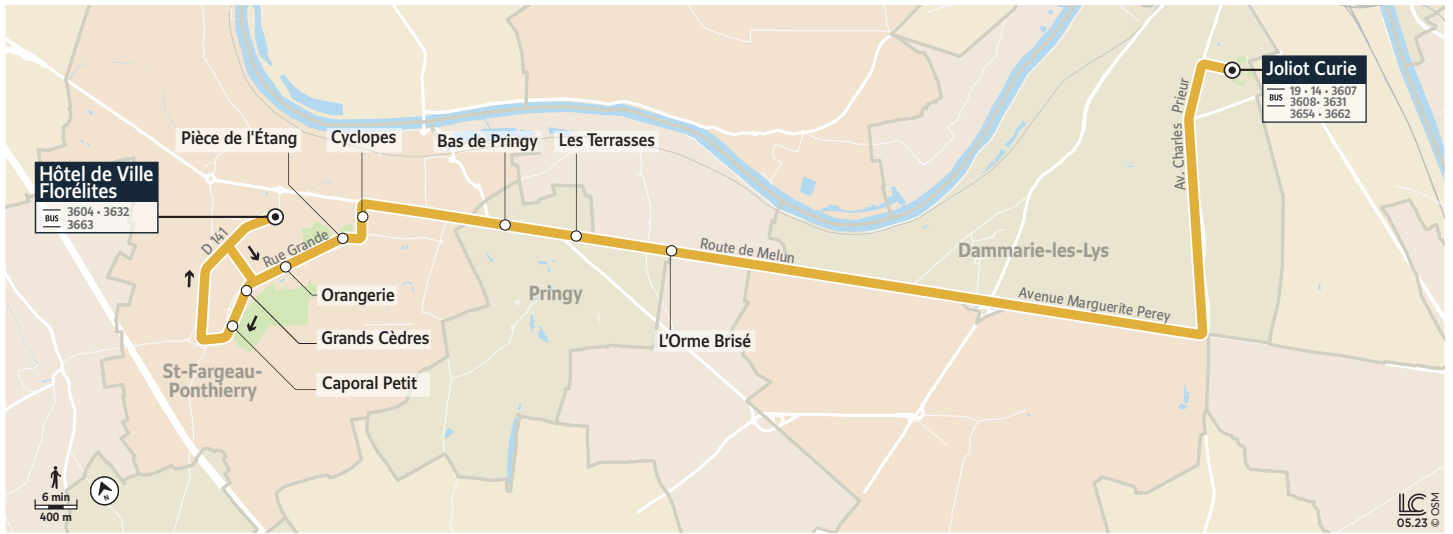 Joliot Curie
BUS
19 • 14 • 3607
3608 • 3631
3654 • 3662
Av. Charles Prieur
Pièce de l'Étang
Cyclopes
Bas de Pringy
Les Terrasses
Hôtel de Ville
Florélites
BUS
3604 • 3632
3663
D 141
Rue Grande
Route de Melun
Dammarie-les-Lys
Orangerie
Pringy
Avenue Marguerite Perey
Grands Cèdres
L'Orme Brisé
St-Fargeau-
Ponthierry
Caporal Petit
6 min
400 m
N
LC
05.23 © OSM